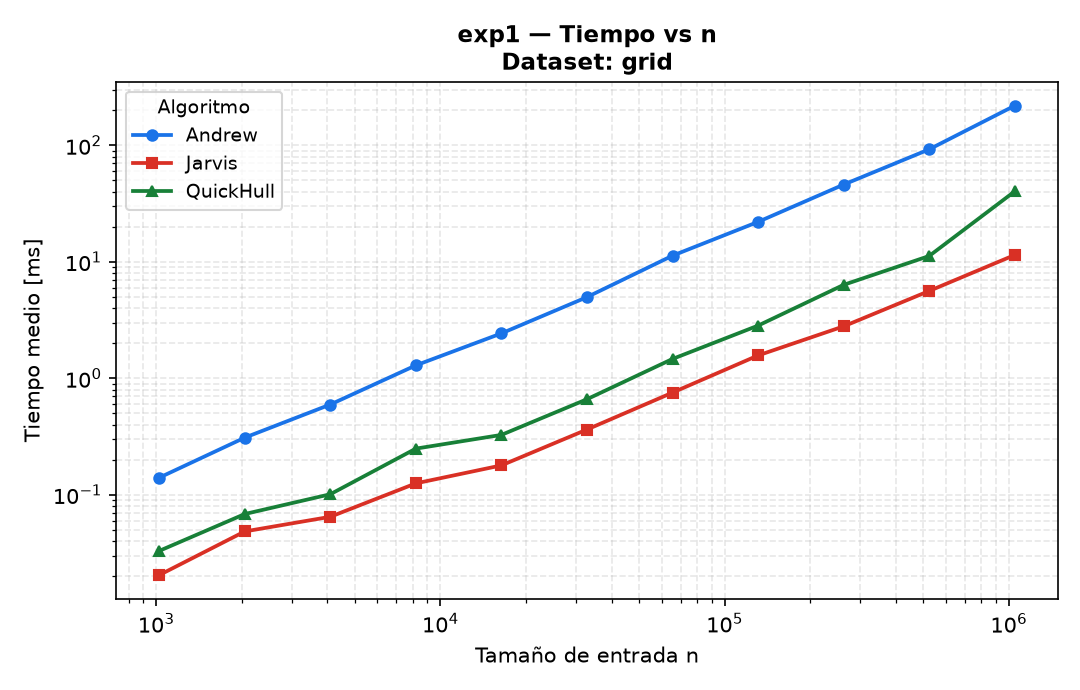 exp1 — Tiempo vs n
Dataset: grid
Algoritmo
Andrew
Jarvis
QuickHull
Tiempo medio [ms]
10²
10¹
10⁰
10⁻¹
10³
10⁴
10⁵
10⁶
Tamaño de entrada n